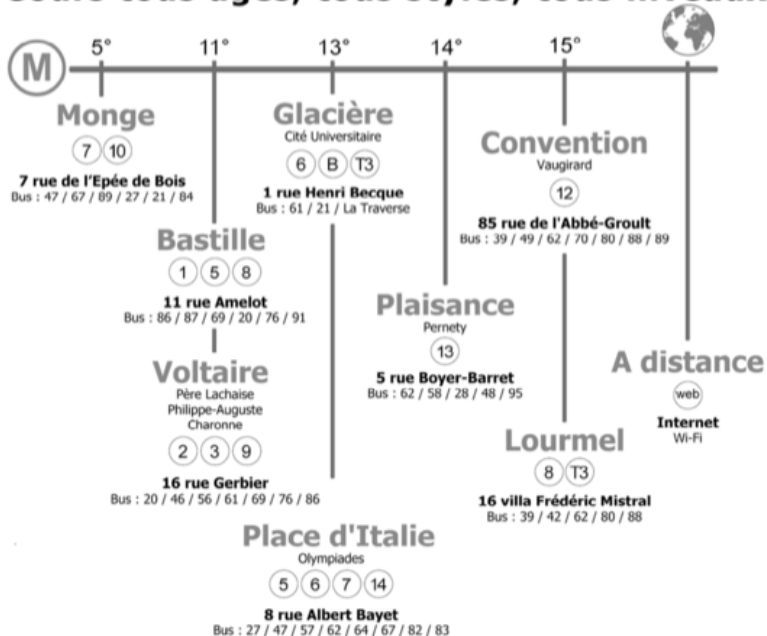 tous âges, tous styles, tous niveaux
M 5° 11° 13° 14° 15°
Monge
7 10
7 rue de l'Epée de Bois
Bus : 47 / 67 / 89 / 27 / 21 / 84
Glacière
Cité Universitaire
6 B T3
1 rue Henri Becque
Bus : 61 / 21 / La Traverse
Convention
Vaugirard
12
85 rue de l'Abbé-Groult
Bus : 39 / 49 / 62 / 70 / 80 / 88 / 89
Bastille
1 5 8
11 rue Amelot
Bus : 86 / 87 / 69 / 20 / 76 / 91
Plaisance
Pernety
13
5 rue Boyer-Barret
Bus : 62 / 58 / 28 / 48 / 95
A distance
web
Internet
Wi-Fi
Voltaire
Père Lachaise
Philippe-Auguste
Charonne
2 3 9
16 rue Gerbier
Bus : 20 / 46 / 56 / 61 / 69 / 76 / 86
Lourmel
8 T3
16 villa Frédéric Mistral
Bus : 39 / 42 / 62 / 80 / 88
Place d'Italie
Olympiades
5 6 7 14
8 rue Albert Bayet
Bus : 27 / 47 / 57 / 62 / 64 / 67 / 82 / 83